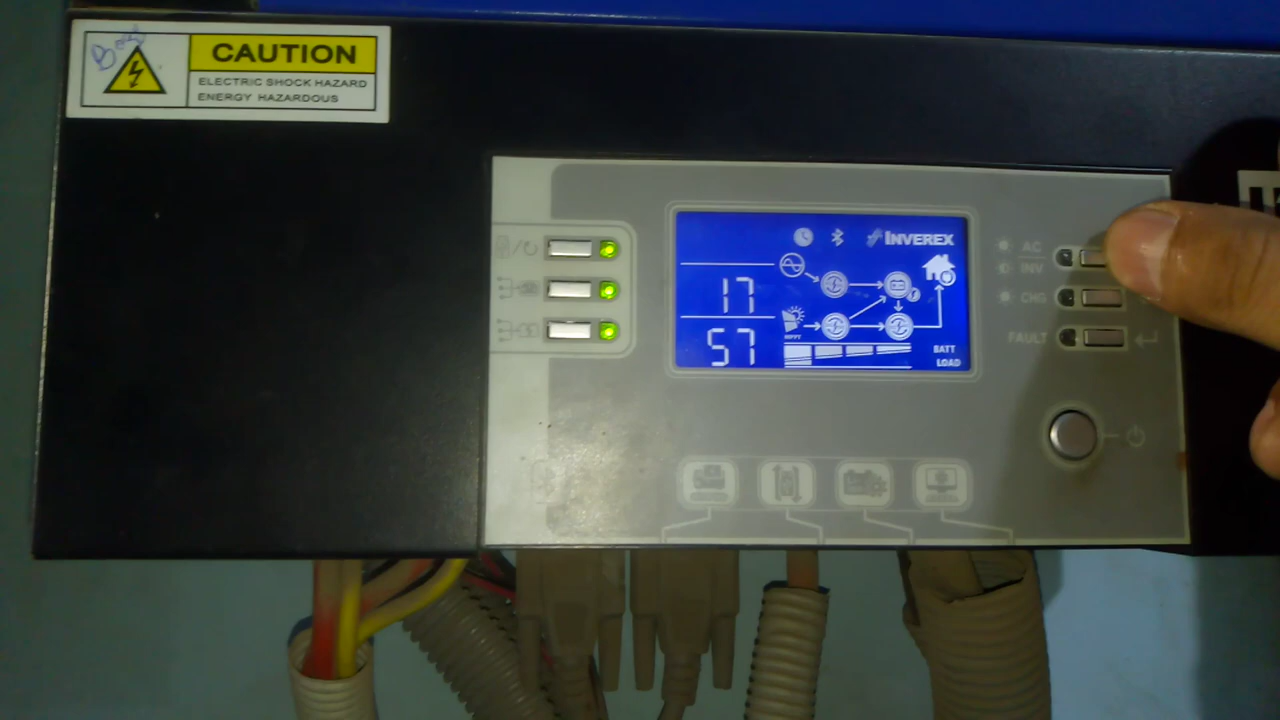 CAUTION
ELECTRIC SHOCK HAZARD
ENERGY HAZARDOUS
INVEREX
17
57
MPPT
BATT
LOAD
AC
INV
CHG
FAULT